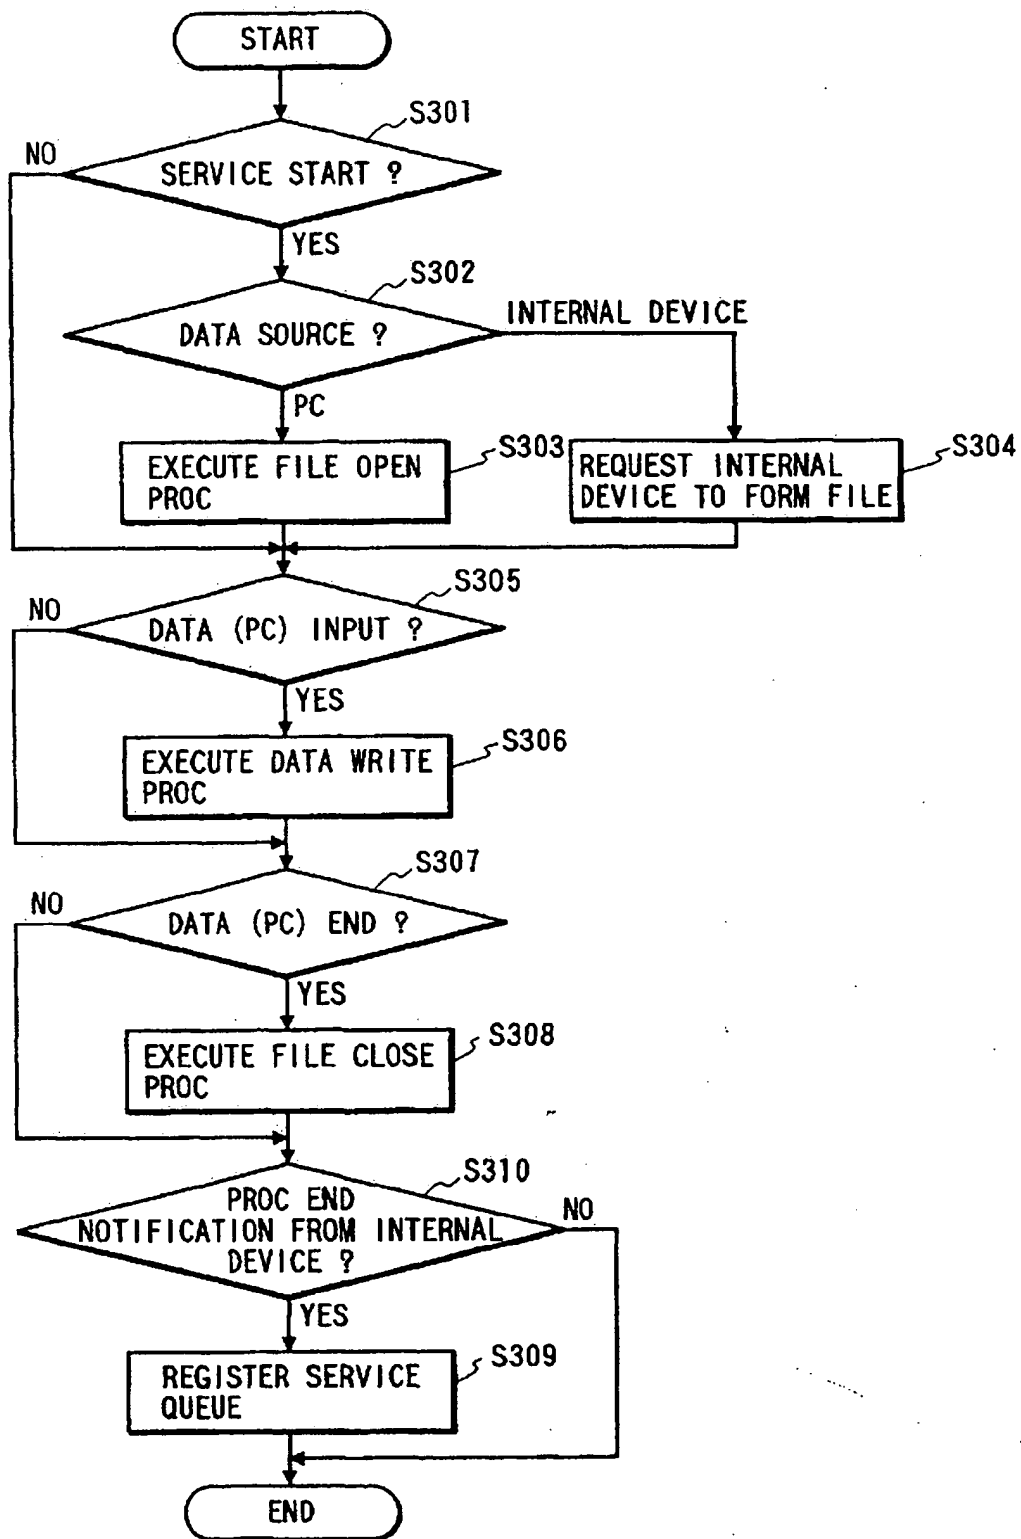 START
S301
NO
SERVICE START ?
YES
S302
INTERNAL DEVICE
DATA SOURCE ?
PC
S303
EXECUTE FILE OPEN
PROC
S304
REQUEST INTERNAL
DEVICE TO FORM FILE
S305
NO
DATA (PC) INPUT ?
YES
S306
EXECUTE DATA WRITE
PROC
S307
NO
DATA (PC) END ?
YES
S308
EXECUTE FILE CLOSE
PROC
S310
PROC END
NOTIFICATION FROM INTERNAL
DEVICE ?
NO
YES
S309
REGISTER SERVICE
QUEUE
END